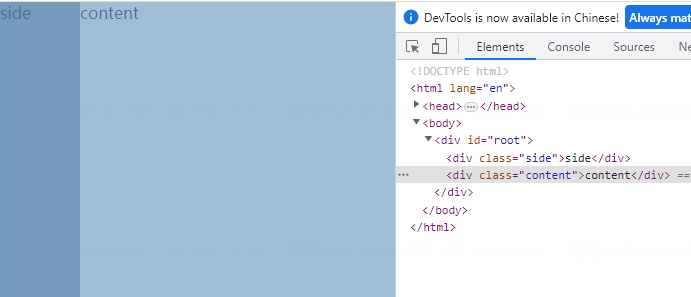 side content
DevTools is now available in Chinese! Always mat
Elements Console Sources Ne
<!DOCTYPE html>
<html lang="en">
<head>…</head>
<body>
<div id="root">
<div class="side">side</div>
<div class="content">content</div> ==
</div>
</body>
</html>